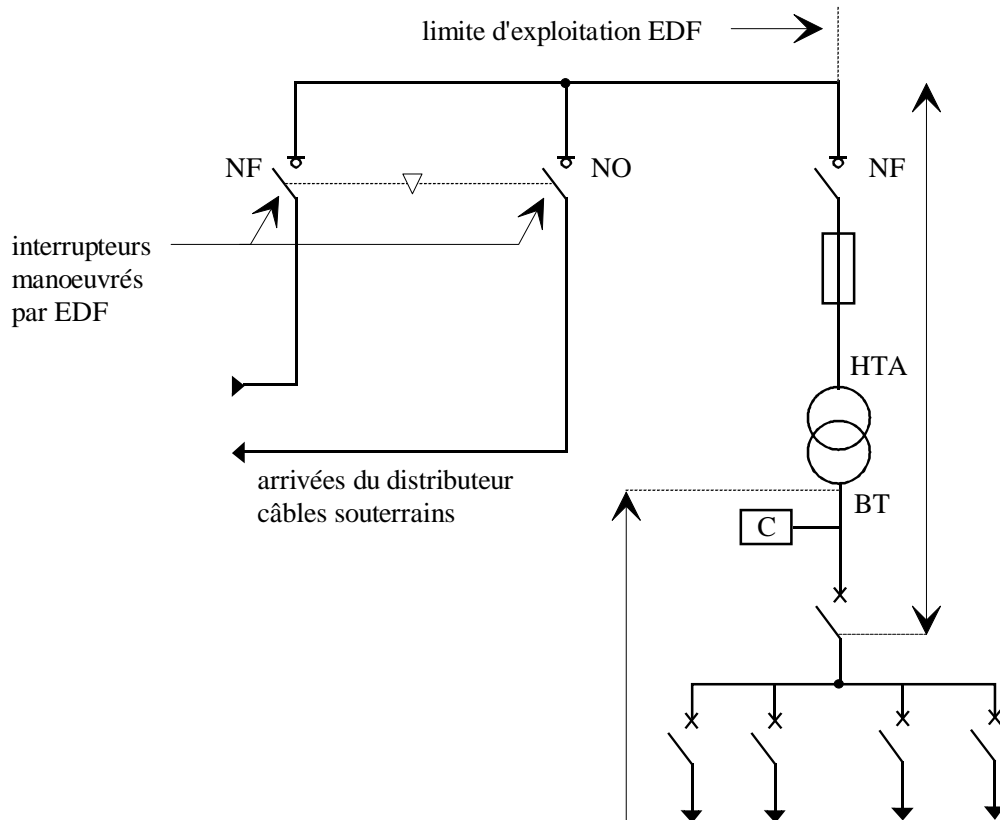 limite d'exploitation EDF
NF
NO
NF
interrupteurs
manoeuvrés
par EDF
HTA
arrivées du distributeur
câbles souterrains
BT
C